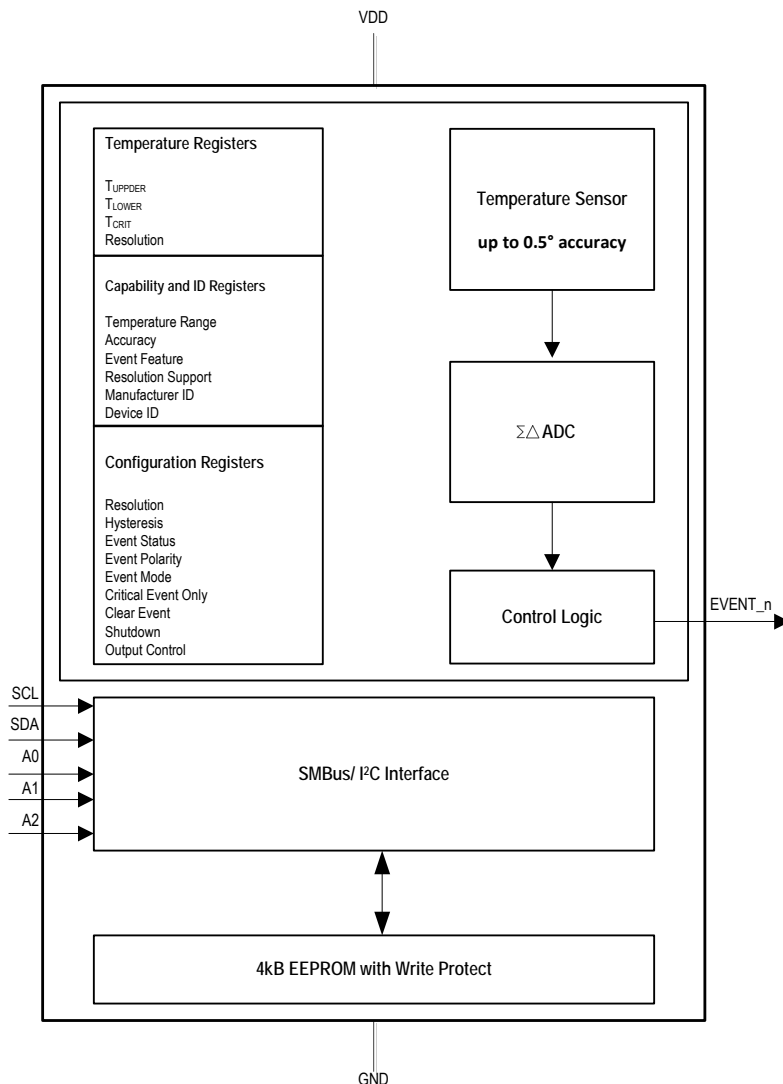 VDD
Temperature Registers
TUPPDER
TLOWER
TCRIT
Resolution
Capability and ID Registers
Temperature Range
Accuracy
Event Feature
Resolution Support
Manufacturer ID
Device ID
Configuration Registers
Resolution
Hysteresis
Event Status
Event Polarity
Event Mode
Critical Event Only
Clear Event
Shutdown
Output Control
Temperature Sensor
up to 0.5° accuracy
∑△ ADC
Control Logic
EVENT_n
SCL
SDA
A0
A1
A2
SMBus/ I²C Interface
4kB EEPROM with Write Protect
GND